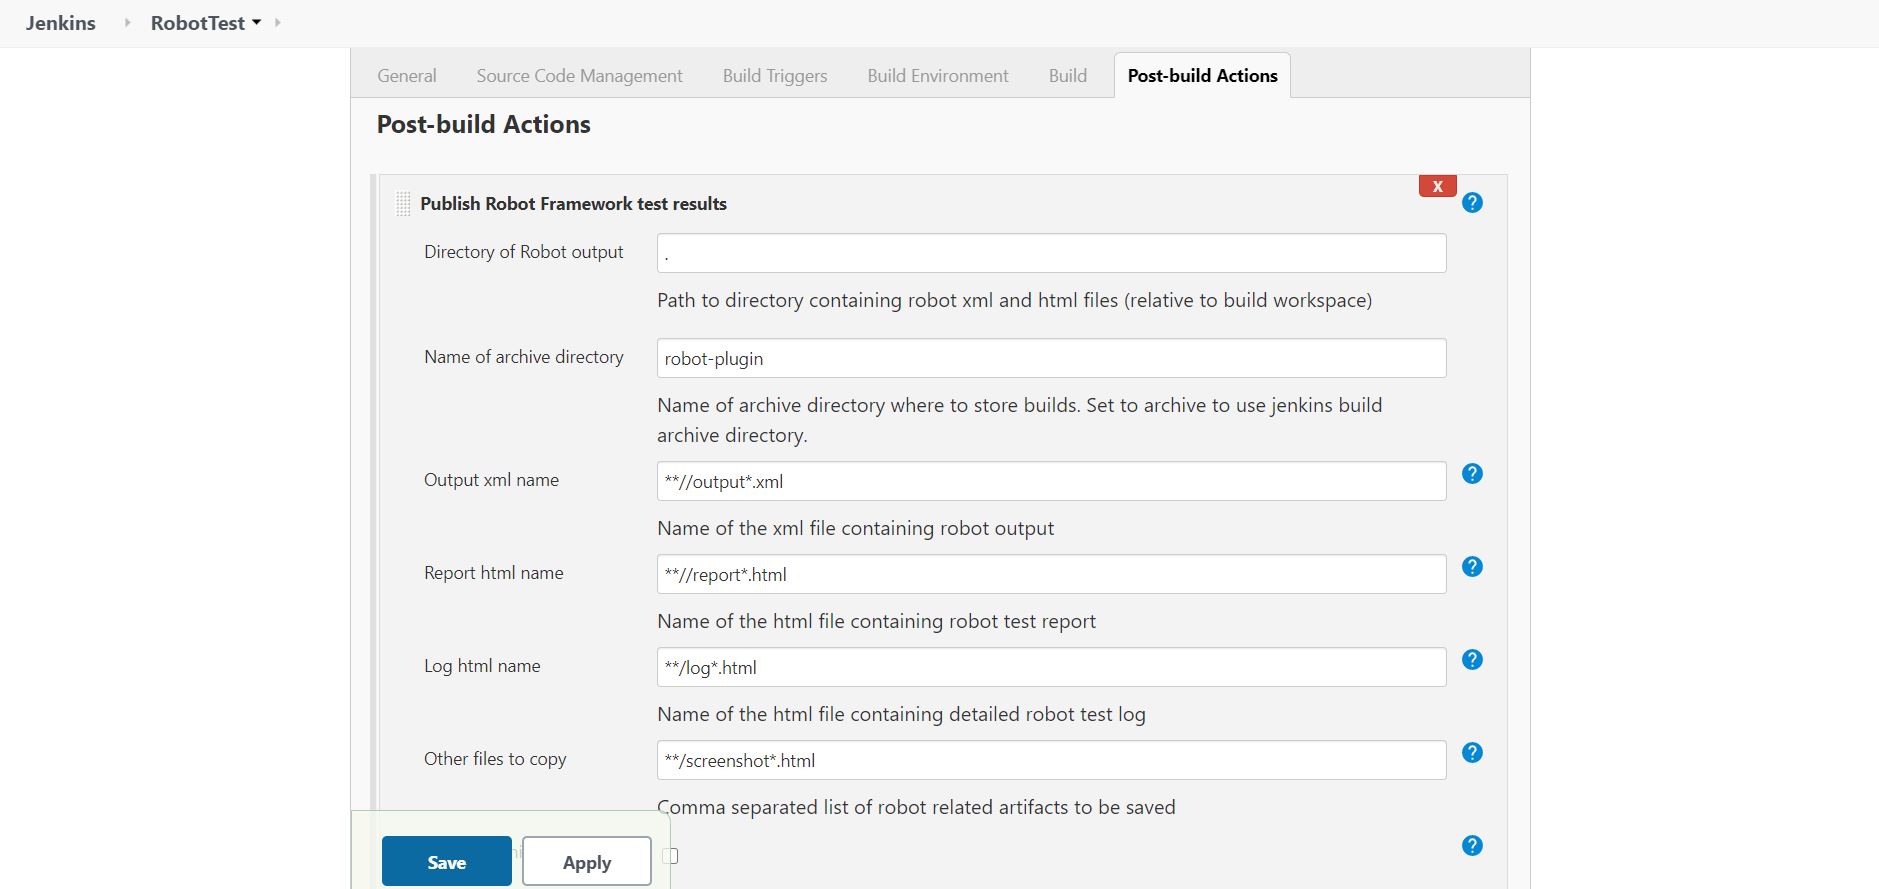 Jenkins RobotTest
General Source Code Management Build Triggers Build Environment Build Post-build Actions
Post-build Actions
X
Publish Robot Framework test results ?
Directory of Robot output .
Path to directory containing robot xml and html files (relative to build workspace)
Name of archive directory robot-plugin
Name of archive directory where to store builds. Set to archive to use jenkins build
archive directory.
Output xml name **//output*.xml ?
Name of the xml file containing robot output
Report html name **//report*.html ?
Name of the html file containing robot test report
Log html name **/log*.html ?
Name of the html file containing detailed robot test log
Other files to copy **/screenshot*.html ?
Comma separated list of robot related artifacts to be saved
?
Save Apply